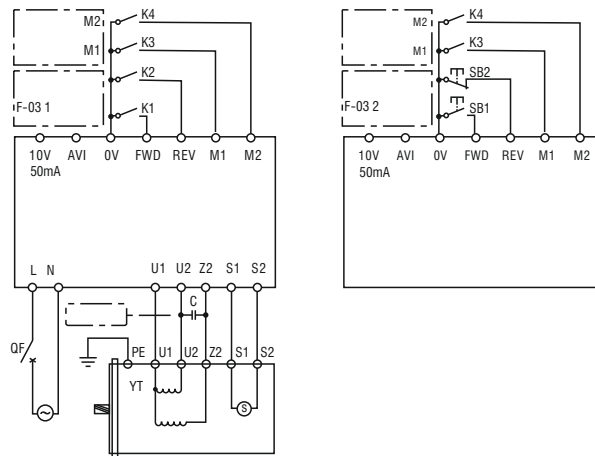 M2 K4
M1 K3
K2
F-03 1
K1
10V AVI 0V FWD REV M1 M2
50mA
L N U1 U2 Z2 S1 S2
C
QF
PE U1 U2 Z2 S1 S2
YT
S
M2 K4
M1 K3
SB2
F-03 2
SB1
10V AVI 0V FWD REV M1 M2
50mA